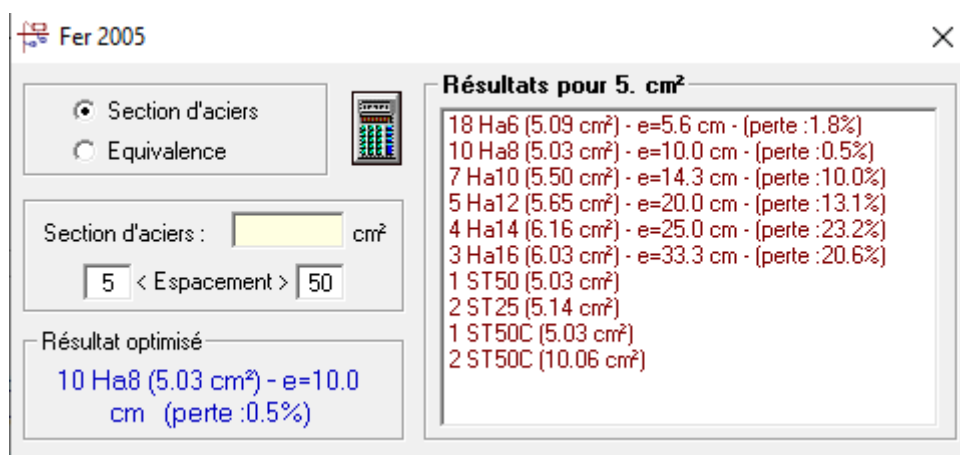 Fer 2005
Section d'aciers
Equivalence
Section d'aciers : cm²
5 < Espacement > 50
Résultat optimisé
10 Ha8 (5.03 cm²) - e=10.0
cm (perte :0.5%)
Résultats pour 5. cm²
18 Ha6 (5.09 cm²) - e=5.6 cm - (perte :1.8%)
10 Ha8 (5.03 cm²) - e=10.0 cm - (perte :0.5%)
7 Ha10 (5.50 cm²) - e=14.3 cm - (perte :10.0%)
5 Ha12 (5.65 cm²) - e=20.0 cm - (perte :13.1%)
4 Ha14 (6.16 cm²) - e=25.0 cm - (perte :23.2%)
3 Ha16 (6.03 cm²) - e=33.3 cm - (perte :20.6%)
1 ST50 (5.03 cm²)
2 ST25 (5.14 cm²)
1 ST50C (5.03 cm²)
2 ST50C (10.06 cm²)